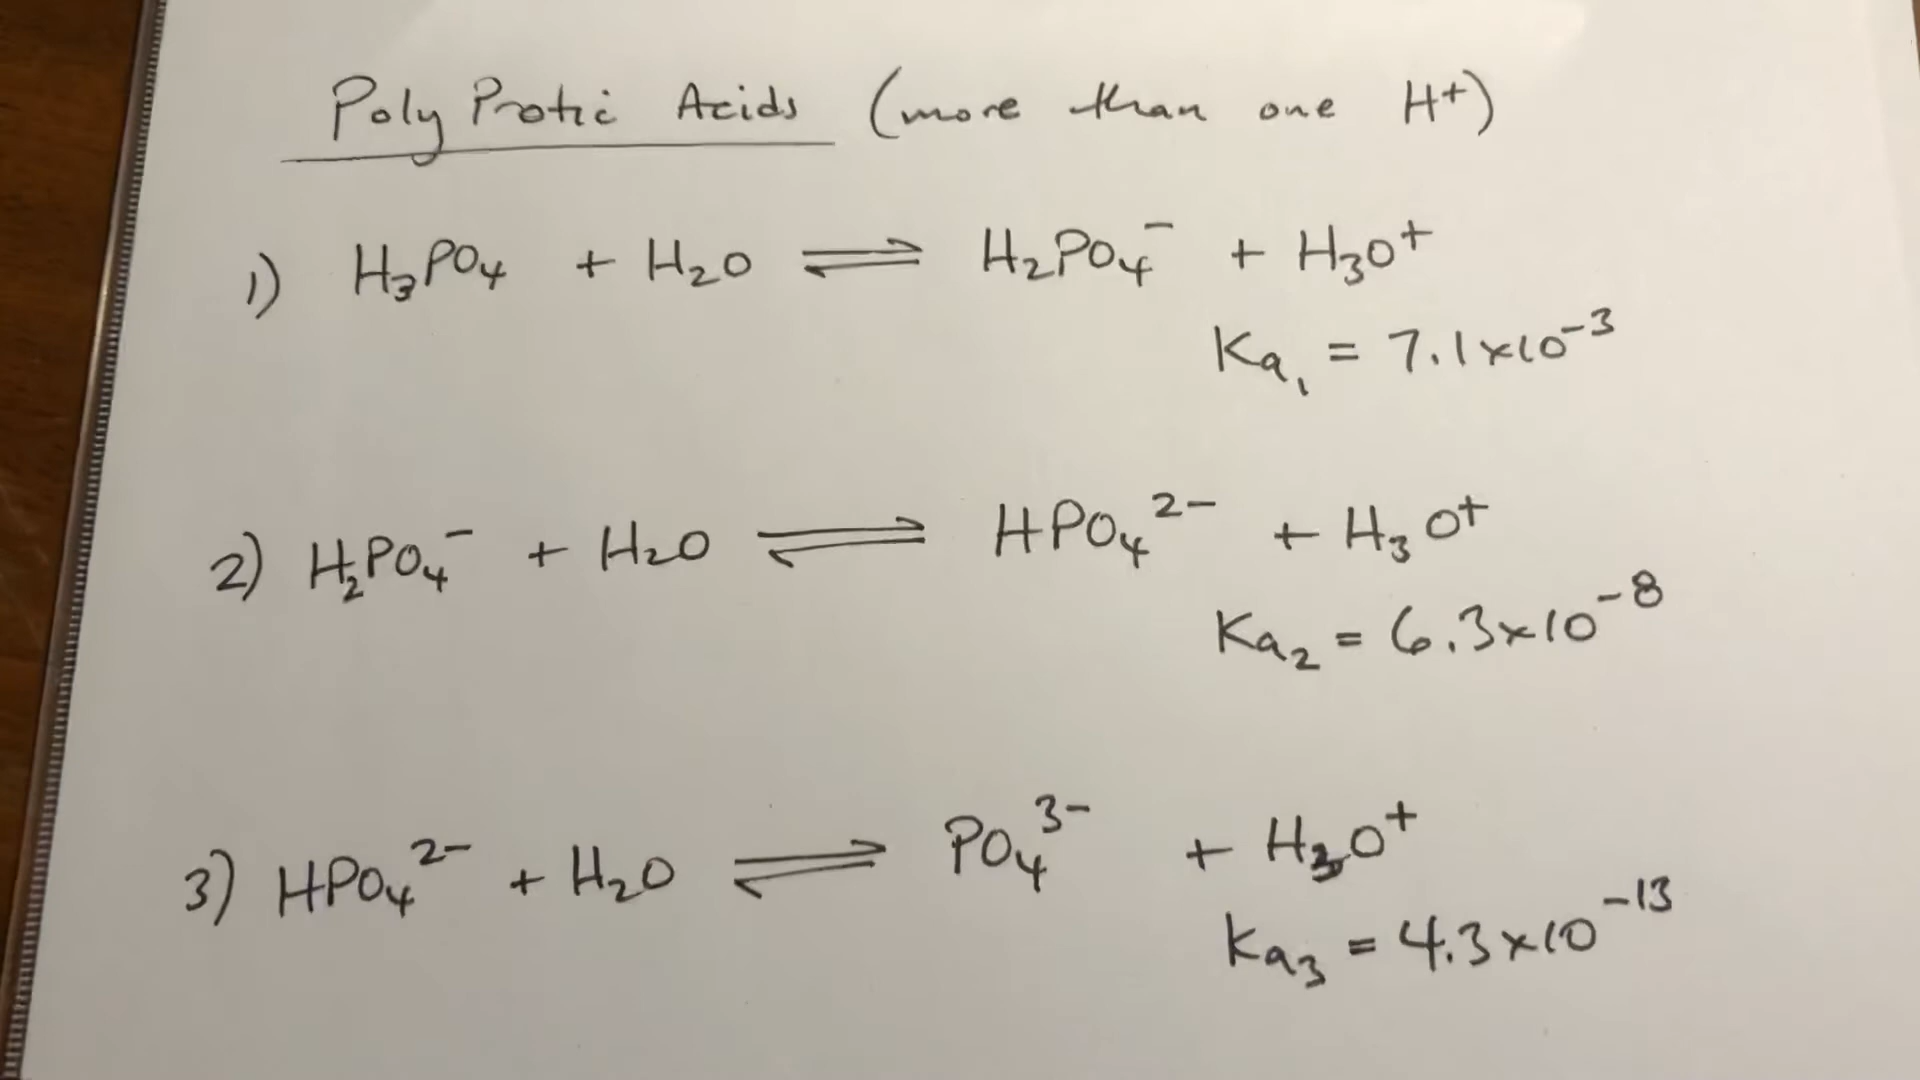 Poly Protic Acids (more than one H⁺)
1) H₃PO₄ + H₂O ⇌ H₂PO₄⁻ + H₃O⁺
Ka₁ = 7.1×10⁻³
2) H₂PO₄⁻ + H₂O ⇌ HPO₄²⁻ + H₃O⁺
Ka₂ = 6.3×10⁻⁸
3) HPO₄²⁻ + H₂O ⇌ PO₄³⁻ + H₃O⁺
Ka₃ = 4.3×10⁻¹³